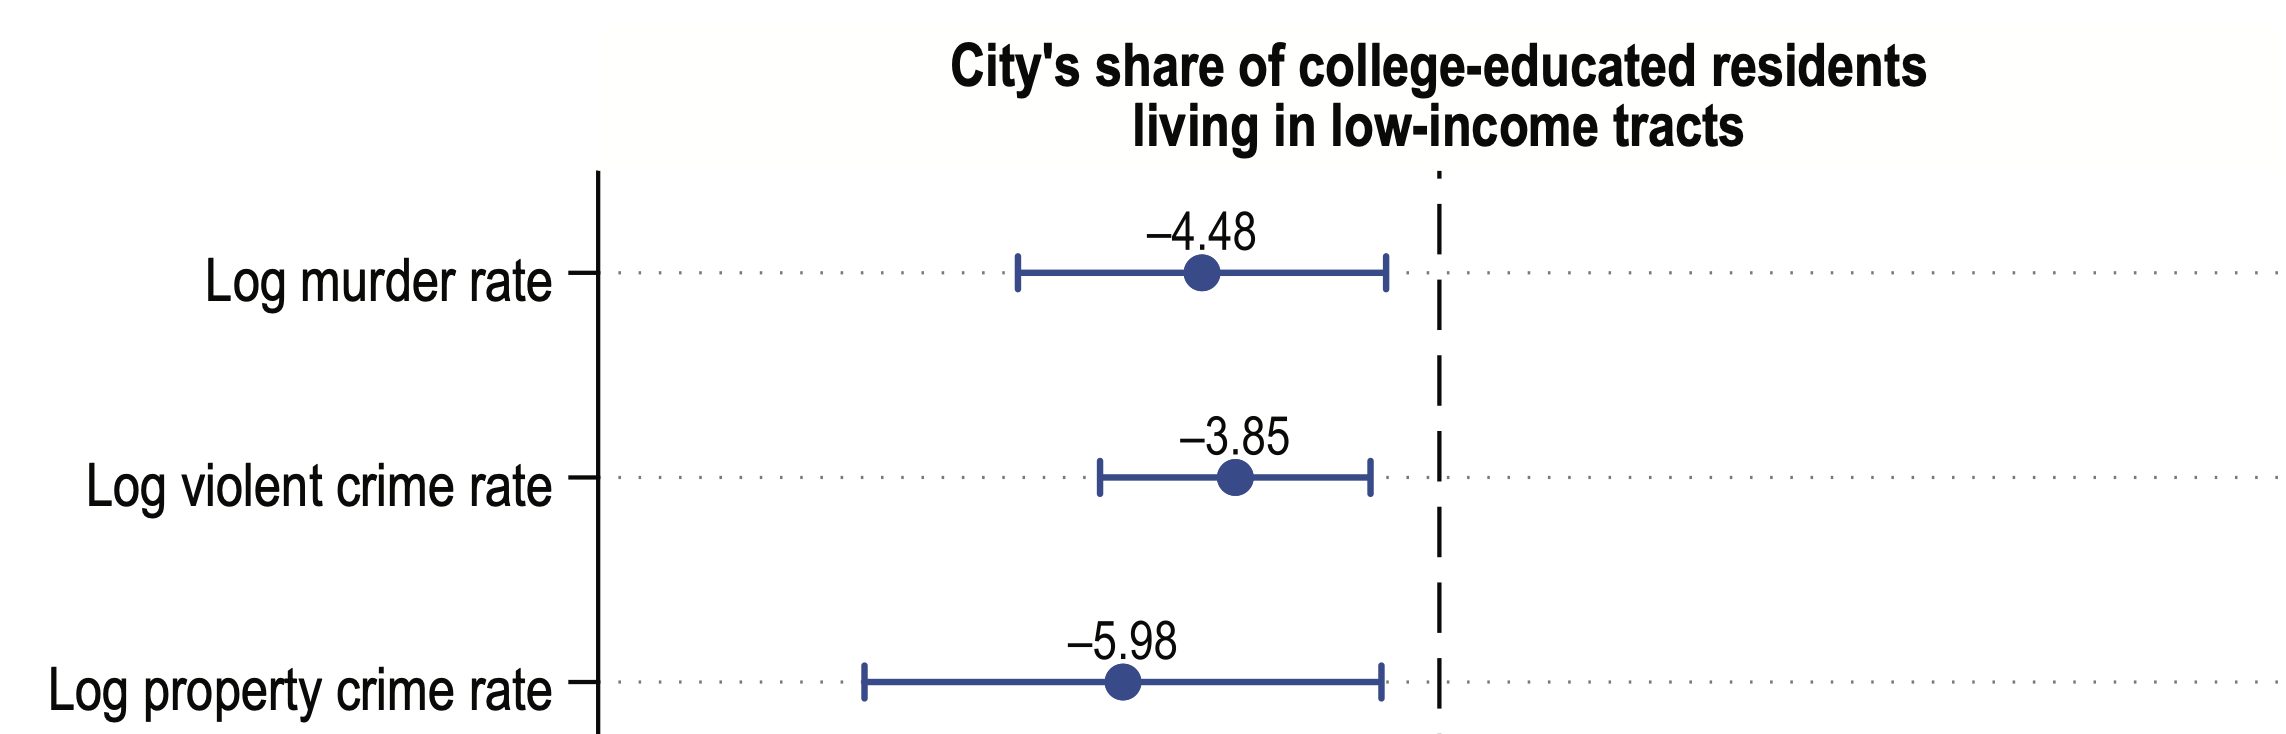 City's share of college-educated residents
living in low-income tracts
–4.48
Log murder rate
–3.85
Log violent crime rate
–5.98
Log property crime rate